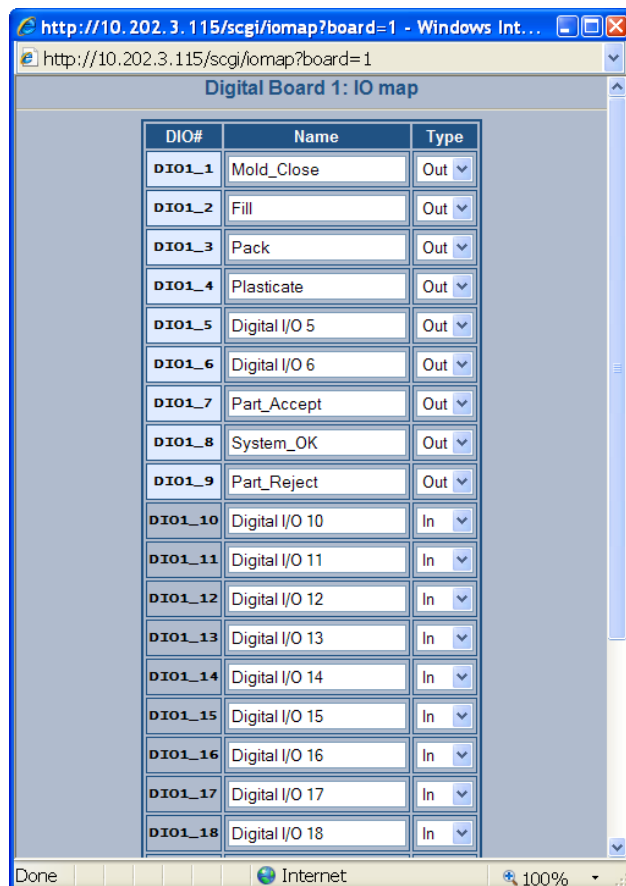 http://10.202.3.115/scgi/iomap?board=1 - Windows Int...
http://10.202.3.115/scgi/iomap?board=1
Digital Board 1: IO map
DIO# Name Type
DIO1_1 Mold_Close Out
DIO1_2 Fill Out
DIO1_3 Pack Out
DIO1_4 Plasticate Out
DIO1_5 Digital I/O 5 Out
DIO1_6 Digital I/O 6 Out
DIO1_7 Part_Accept Out
DIO1_8 System_OK Out
DIO1_9 Part_Reject Out
DIO1_10 Digital I/O 10 In
DIO1_11 Digital I/O 11 In
DIO1_12 Digital I/O 12 In
DIO1_13 Digital I/O 13 In
DIO1_14 Digital I/O 14 In
DIO1_15 Digital I/O 15 In
DIO1_16 Digital I/O 16 In
DIO1_17 Digital I/O 17 In
DIO1_18 Digital I/O 18 In
Done Internet 100%